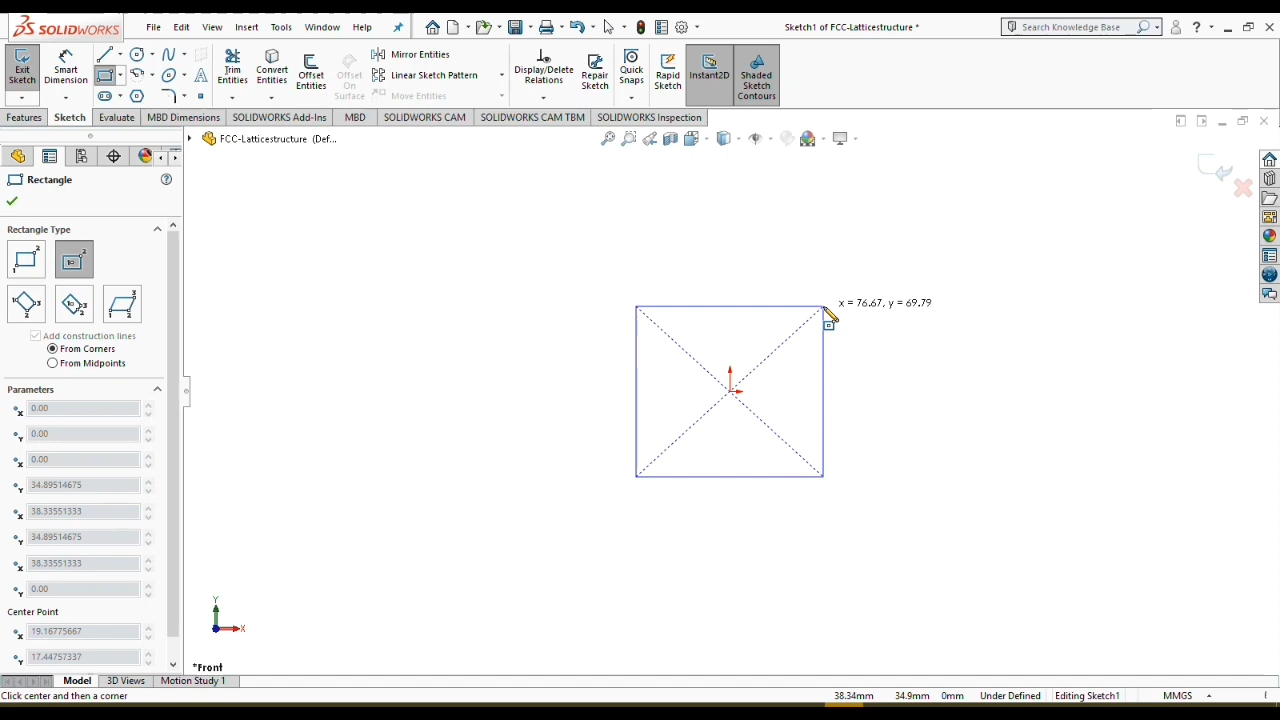 SOLIDWORKS File Edit View Insert Tools Window Help Sketch1 of FCC-Latticestructure * Search Knowledge Base ?
Exit Sketch
Smart Dimension
Trim Entities
Convert Entities
Offset Entities
Offset On Surface
Mirror Entities
Linear Sketch Pattern
Move Entities
Display/Delete Relations
Repair Sketch
Quick Snaps
Rapid Sketch
Instant2D
Shaded Sketch Contours
Features Sketch Evaluate MBD Dimensions SOLIDWORKS Add-Ins MBD SOLIDWORKS CAM SOLIDWORKS CAM TBM SOLIDWORKS Inspection
FCC-Latticestructure (Def...
Rectangle
Rectangle Type
Add construction lines
From Corners
From Midpoints
Parameters
0.00
0.00
0.00
34.89514675
38.33551333
34.89514675
38.33551333
0.00
Center Point
19.16775667
17.44757337
x = 76.67, y = 69.79
Y
X
*Front
Model 3D Views Motion Study 1
Click center and then a corner 38.34mm 34.9mm 0mm Under Defined Editing Sketch1 MMGS